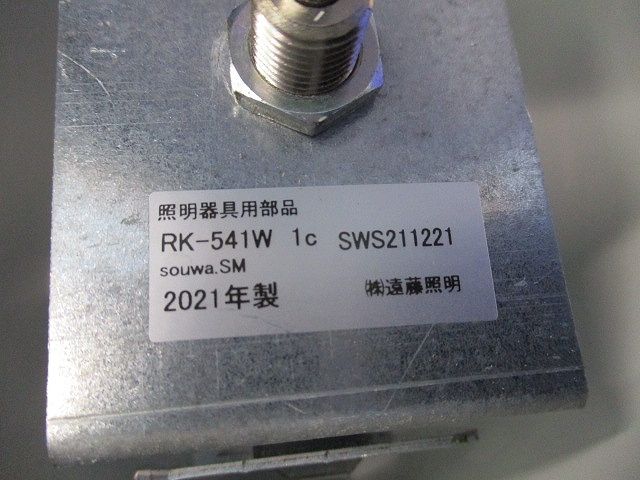 照明器具用部品
RK-541W 1c SWS211221
souwa.SM
2021年製 ㈱遠藤照明